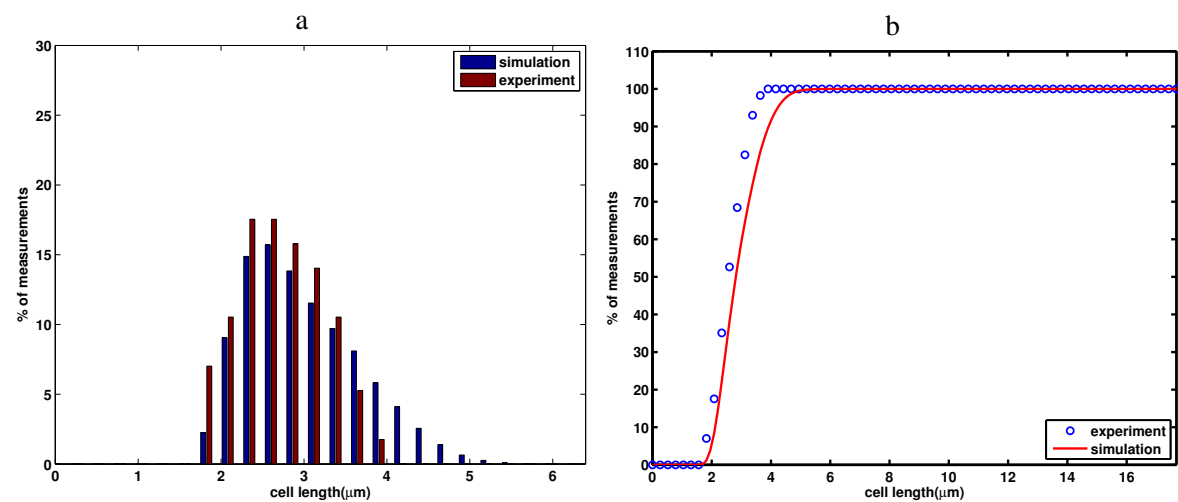 a
30
25
20
15
10
5
0
% of measurements
simulation
experiment
0 1 2 3 4 5 6
cell length(μm)
b
110
100
90
80
70
60
50
40
30
20
10
0
% of measurements
experiment
simulation
0 2 4 6 8 10 12 14 16
cell length(μm)